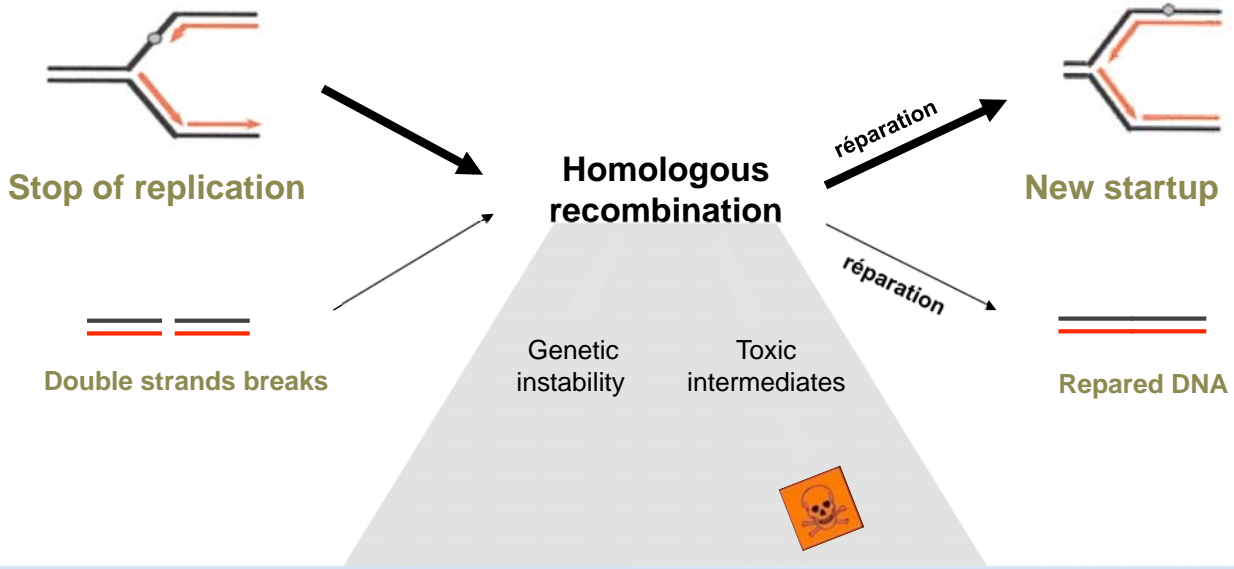 Stop of replication
Homologous
recombination
réparation
New startup
réparation
Double strands breaks
Genetic
instability
Toxic
intermediates
Repared DNA